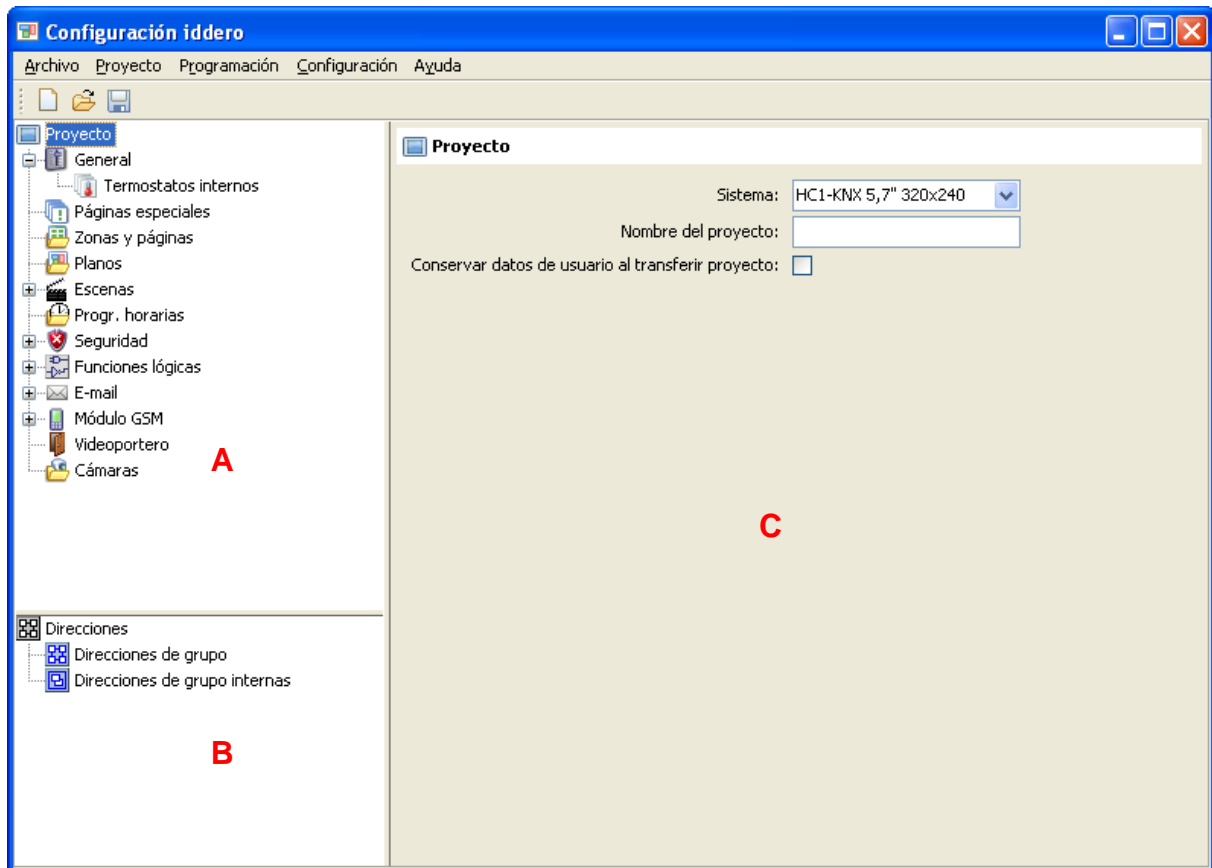 Configuración iddero
Archivo Proyecto Programación Configuración Ayuda
Proyecto
General
Termostatos internos
Páginas especiales
Zonas y páginas
Planos
Escenas
Progr. horarias
Seguridad
Funciones lógicas
E-mail
Módulo GSM
Videoportero
Cámaras
A
Direcciones
Direcciones de grupo
Direcciones de grupo internas
B
Proyecto
Sistema: HC1-KNX 5,7" 320x240
Nombre del proyecto:
Conservar datos de usuario al transferir proyecto:
C